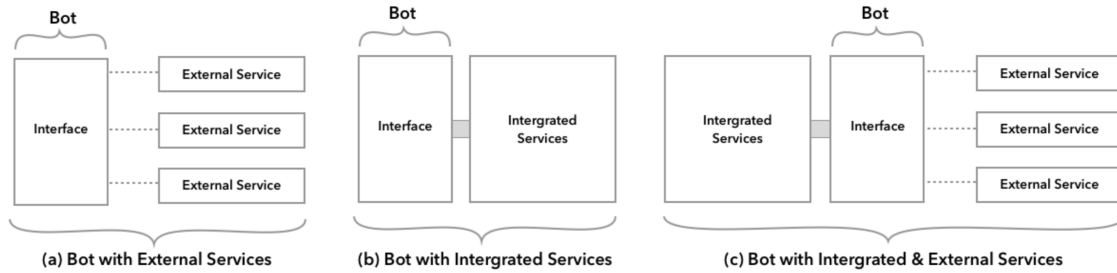 Bot
Interface
External Service
External Service
External Service
(a) Bot with External Services
Bot
Interface
Intergrated
Services
(b) Bot with Intergrated Services
Bot
Intergrated
Services
Interface
External Service
External Service
External Service
(c) Bot with Intergrated & External Services